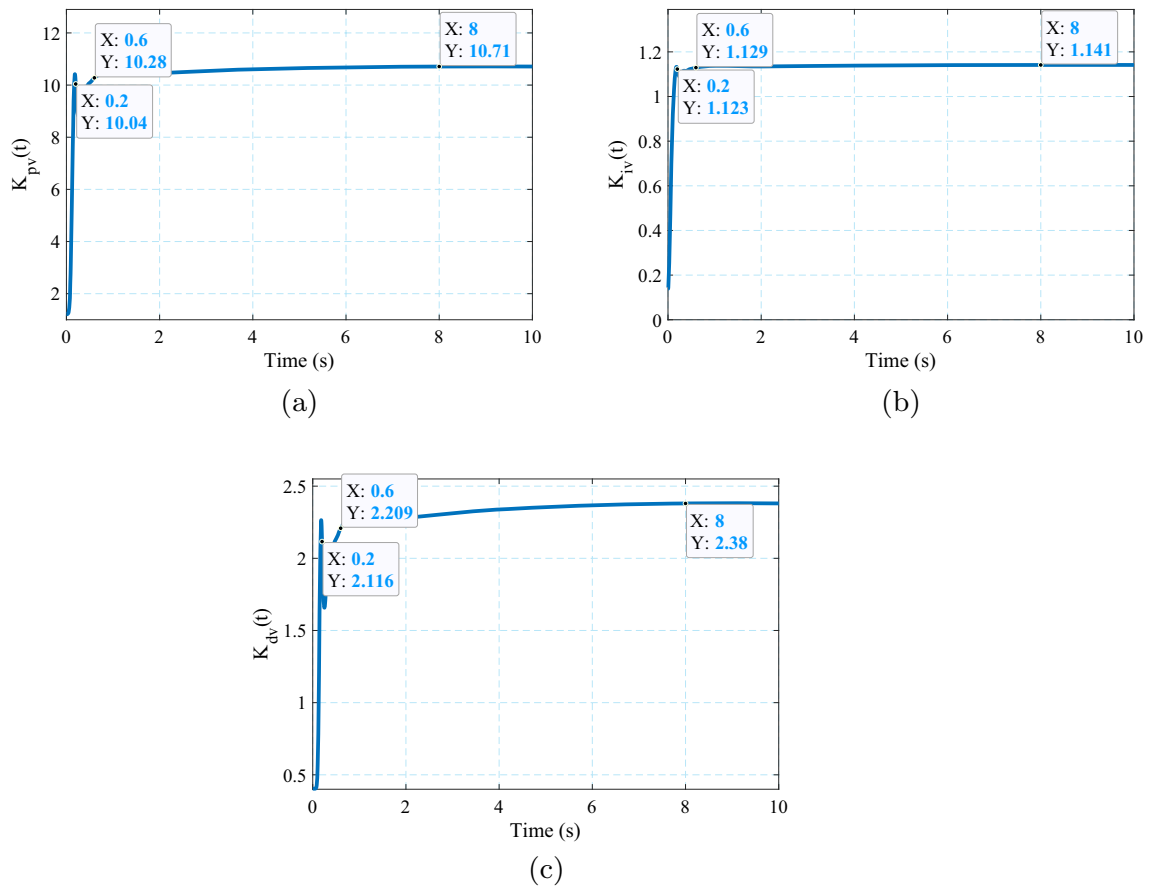 12
10
8
6
4
2
K_pv(t)
X: 0.6
Y: 10.28
X: 0.2
Y: 10.04
X: 8
Y: 10.71
0 2 4 6 8 10
Time (s)
(a)
1.2
1
0.8
0.6
0.4
0.2
0
K_iv(t)
X: 0.6
Y: 1.129
X: 0.2
Y: 1.123
X: 8
Y: 1.141
0 2 4 6 8 10
Time (s)
(b)
2.5
2
1.5
1
0.5
K_dv(t)
X: 0.6
Y: 2.209
X: 0.2
Y: 2.116
X: 8
Y: 2.38
0 2 4 6 8 10
Time (s)
(c)